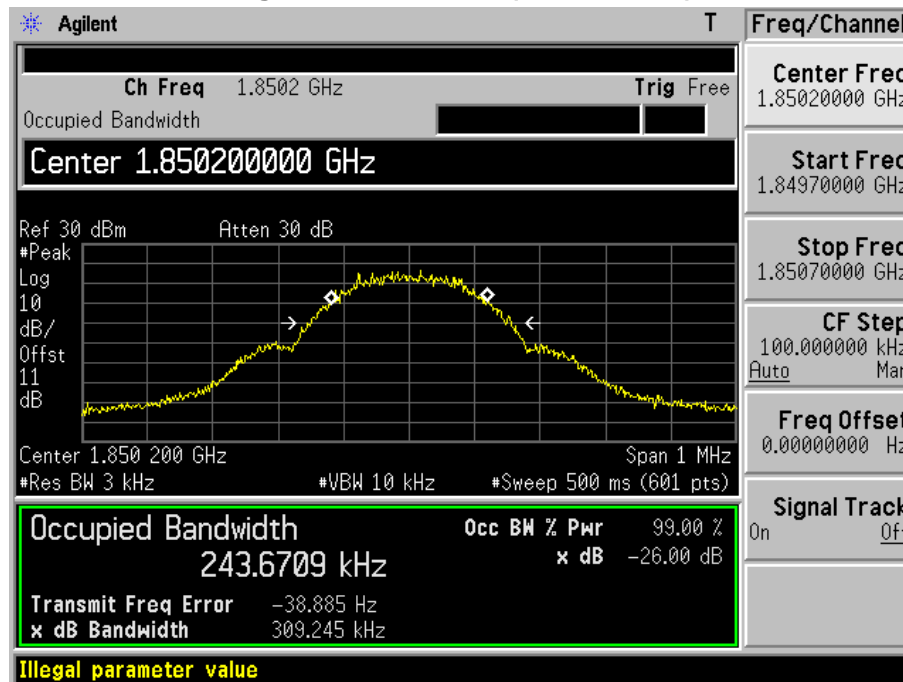 Agilent T Freq/Channel
Ch Freq 1.8502 GHz Trig Free
Occupied Bandwidth
Center 1.850200000 GHz
Ref 30 dBm Atten 30 dB
#Peak
Log
10
dB/
Offst
11
dB
Center 1.850 200 GHz Span 1 MHz
#Res BW 3 kHz #VBW 10 kHz #Sweep 500 ms (601 pts)
Occupied Bandwidth Occ BW % Pwr 99.00 %
243.6709 kHz x dB -26.00 dB
Transmit Freq Error -38.885 Hz
x dB Bandwidth 309.245 kHz
Illegal parameter value
Center Freq
1.85020000 GHz
Start Freq
1.84970000 GHz
Stop Freq
1.85070000 GHz
CF Step
100.000000 kHz
Auto Man
Freq Offset
0.00000000 Hz
Signal Track
On Off